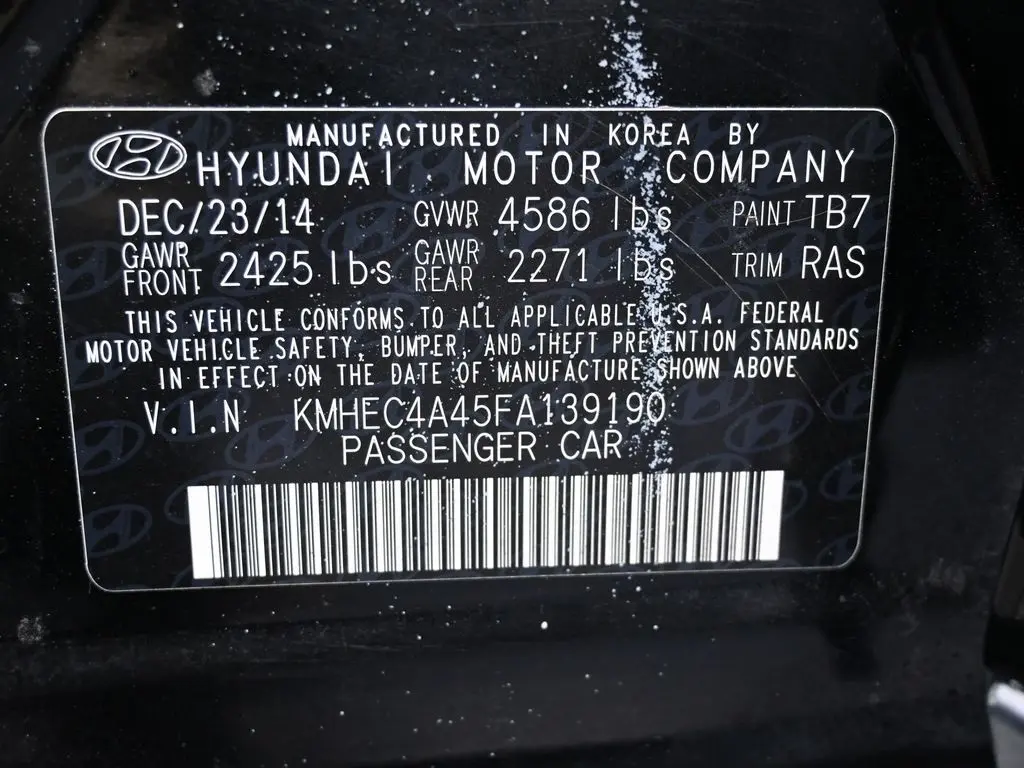 MANUFACTURED IN KOREA BY
HYUNDAI MOTOR COMPANY
DEC/23/14 GVWR 4586 lbs PAINT TB7
GAWR FRONT 2425 lbs GAWR REAR 2271 lbs TRIM RAS
THIS VEHICLE CONFORMS TO ALL APPLICABLE U.S.A. FEDERAL
MOTOR VEHICLE SAFETY, BUMPER, AND THEFT PREVENTION STANDARDS
IN EFFECT ON THE DATE OF MANUFACTURE SHOWN ABOVE
V.I.N KMHEC4A45FA139190
PASSENGER CAR